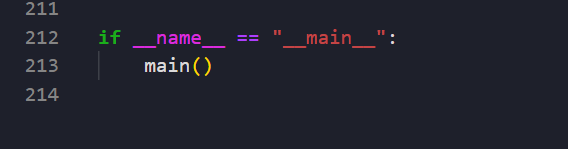 211
212 if __name__ == "__main__":
213     main()
214